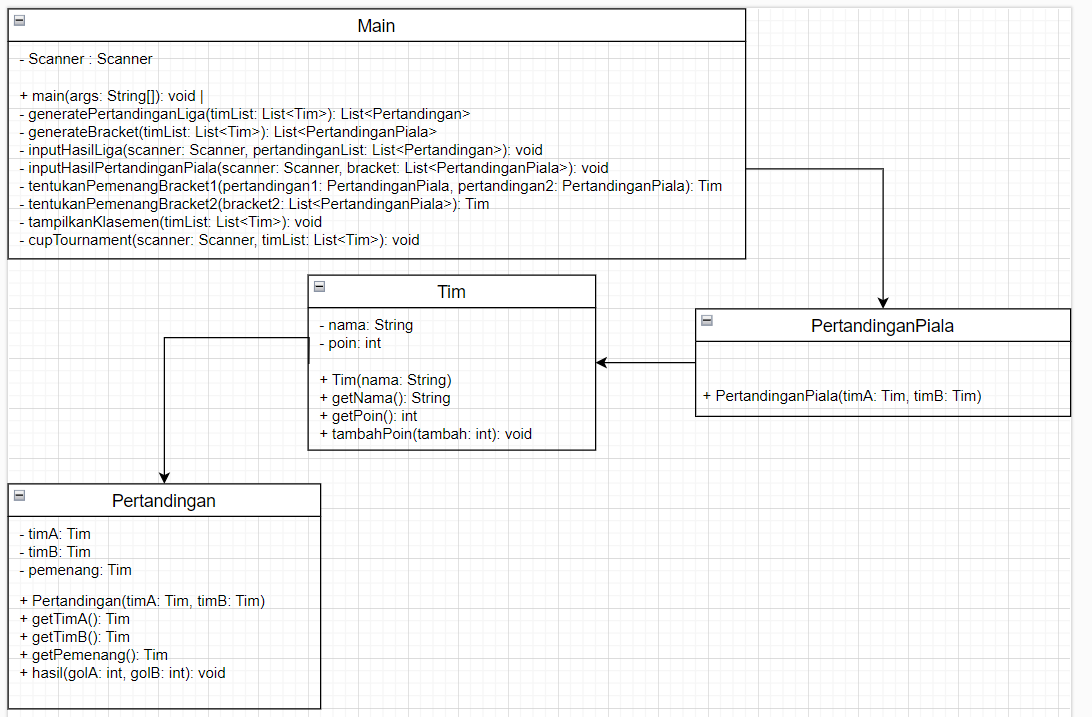 Main
- Scanner : Scanner
+ main(args: String[]): void |
- generatePertandinganLiga(timList: List<Tim>): List<Pertandingan>
- generateBracket(timList: List<Tim>): List<PertandinganPiala>
- inputHasilLiga(scanner: Scanner, pertandinganList: List<Pertandingan>): void
- inputHasilPertandinganPiala(scanner: Scanner, bracket: List<PertandinganPiala>): void
- tentukanPemenangBracket1(pertandingan1: PertandinganPiala, pertandingan2: PertandinganPiala): Tim
- tentukanPemenangBracket2(bracket2: List<PertandinganPiala>): Tim
- tampilkanKlasemen(timList: List<Tim>): void
- cupTournament(scanner: Scanner, timList: List<Tim>): void
Tim
- nama: String
- poin: int
+ Tim(nama: String)
+ getNama(): String
+ getPoin(): int
+ tambahPoin(tambah: int): void
PertandinganPiala
+ PertandinganPiala(timA: Tim, timB: Tim)
Pertandingan
- timA: Tim
- timB: Tim
- pemenang: Tim
+ Pertandingan(timA: Tim, timB: Tim)
+ getTimA(): Tim
+ getTimB(): Tim
+ getPemenang(): Tim
+ hasil(golA: int, golB: int): void